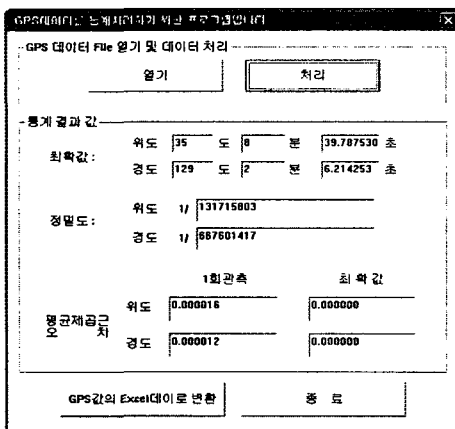 GPS데이터를 통계처리하기 위한 프로그램입니다
GPS 데이터 File 열기 및 데이터 처리
열기 처리
통계 결과 값
최확값 : 위도 35 도 8 분 39.787530 초
경도 129 도 2 분 6.214253 초
정밀도 : 위도 1/ 131715803
경도 1/ 667601417
1회관측 최 확 값
평균제곱근 오 차
위도 0.000016 0.000000
경도 0.000012 0.000000
GPS값의 Excel데이로 변환 종 료